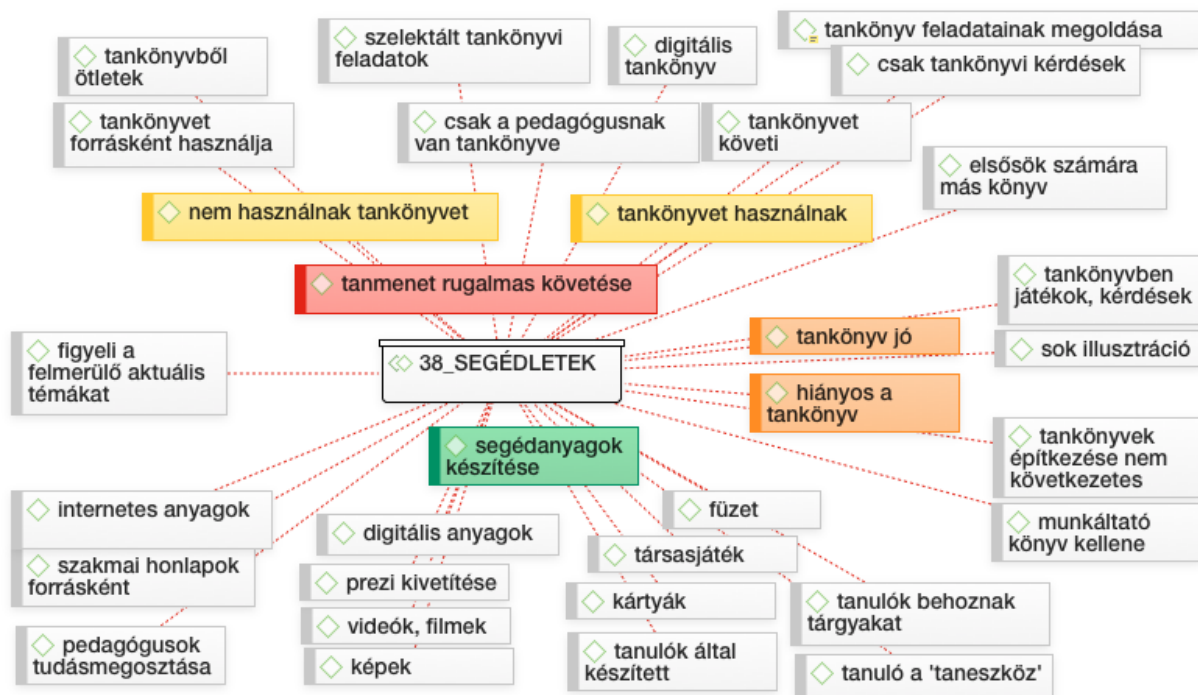 tankönyvből
ötletek
szelektált tankönyvi
feladatok
digitális
tankönyv
tankönyv feladatainak megoldása
csak tankönyvi kérdések
tankönyvet
forrásként használja
csak a pedagógusnak
van tankönyve
tankönyvet
követi
elsősök számára
más könyv
nem használnak tankönyvet
tankönyvet használnak
tanmenet rugalmas követése
tankönyvben
játékok, kérdések
tankönyv jó
sok illusztráció
figyeli a
felmerülő aktuális
témákat
38_SEGÉDLETEK
hiányos a
tankönyv
segédanyagok
készítése
tankönyvek
építkezése nem
következetes
internetes anyagok
digitális anyagok
füzet
munkáltató
könyv kellene
szakmai honlapok
forrásként
társasjáték
prezi kivetítése
kártyák
tanulók behoznak
tárgyakat
videók, filmek
pedagógusok
tudásmegosztása
képek
tanulók által
készített
tanuló a 'taneszköz'